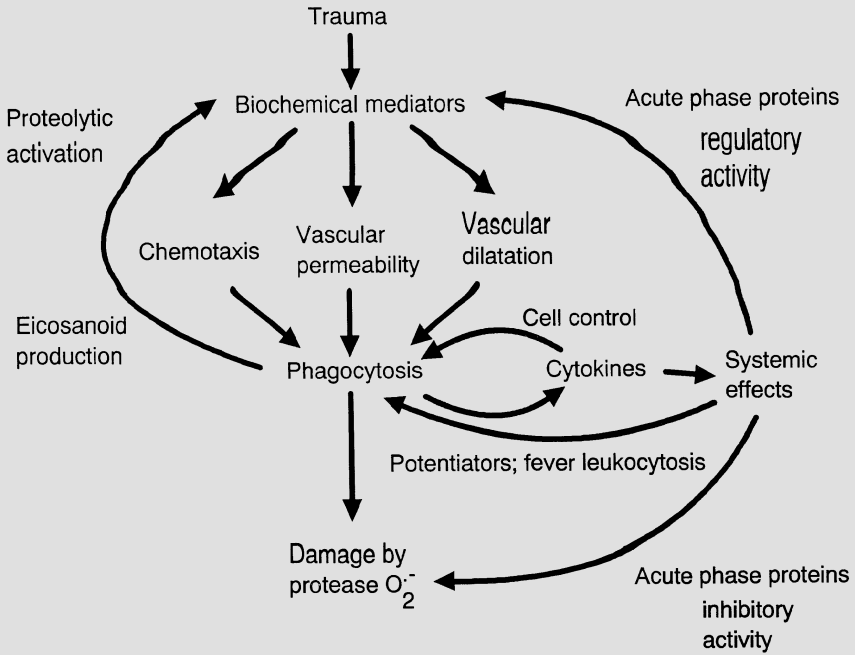 Trauma
Biochemical mediators
Acute phase proteins
regulatory
activity
Proteolytic
activation
Chemotaxis
Vascular
permeability
Vascular
dilatation
Eicosanoid
production
Cell control
Phagocytosis
Cytokines
Systemic
effects
Potentiators; fever leukocytosis
Damage by
protease O₂·⁻
Acute phase proteins
inhibitory
activity